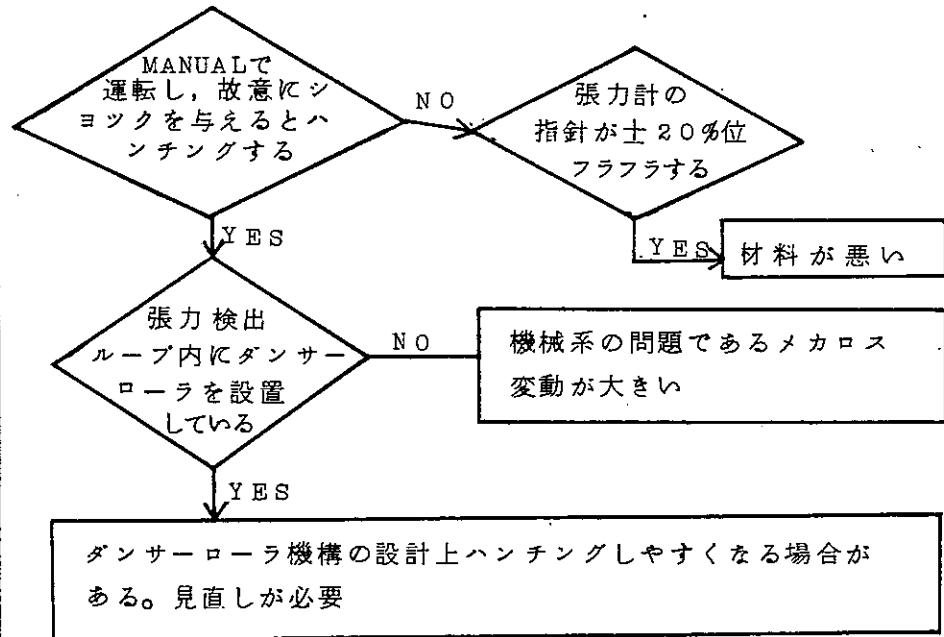 MANUALで
運転し，故意にシ
ョックを与えるとハ
ンチングする
NO
張力計の
指針が士20%位
フラフラする
YES
YES
材料が悪い
張力検出
ループ内にダンサー
ローラを設置
している
NO
機械系の問題であるメカロス
変動が大きい
YES
ダンサーローラ機構の設計上ハンチングしやすくなる場合が
ある。見直しが必要